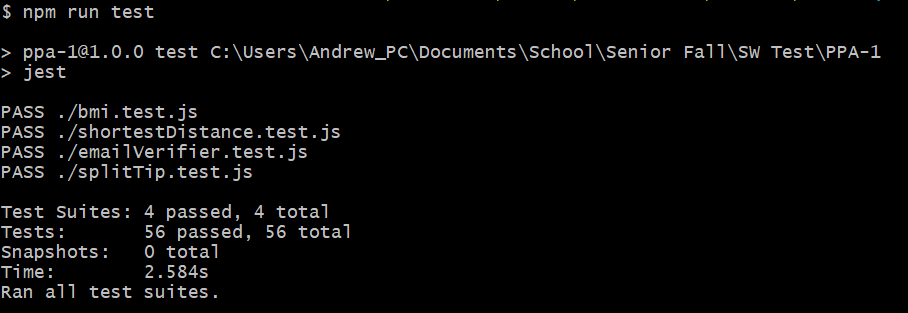 $ npm run test
> ppa-1@1.0.0 test C:\Users\Andrew_PC\Documents\School\Senior Fall\SW Test\PPA-1
> jest
PASS ./bmi.test.js
PASS ./shortestDistance.test.js
PASS ./emailVerifier.test.js
PASS ./splitTip.test.js
Test Suites: 4 passed, 4 total
Tests:       56 passed, 56 total
Snapshots:   0 total
Time:        2.584s
Ran all test suites.